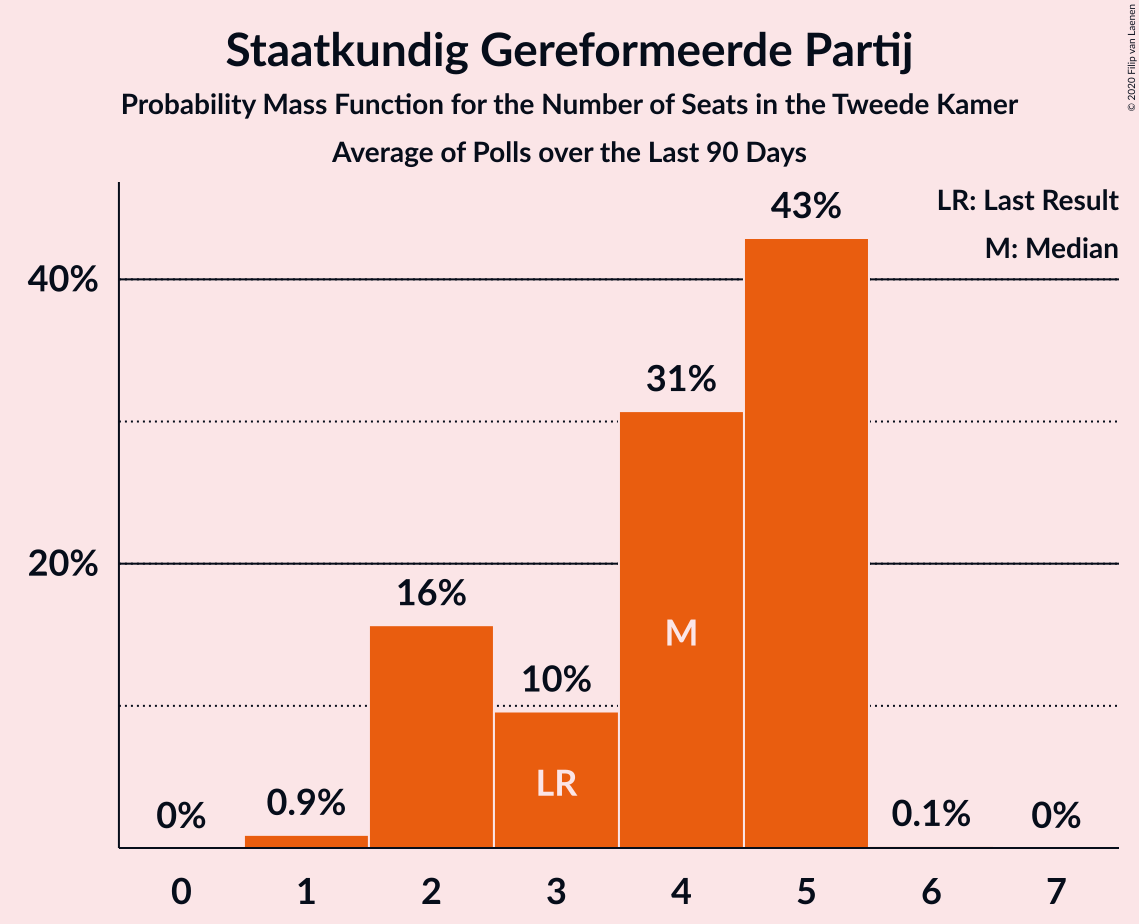 Staatkundig Gereformeerde Partij
Probability Mass Function for the Number of Seats in the Tweede Kamer
Average of Polls over the Last 90 Days
© 2020 Filip van Laenen
LR: Last Result
M: Median
43%
40%
31%
20%
16%
M
10%
LR
0%
0.9%
0.1%
0%
0 1 2 3 4 5 6 7